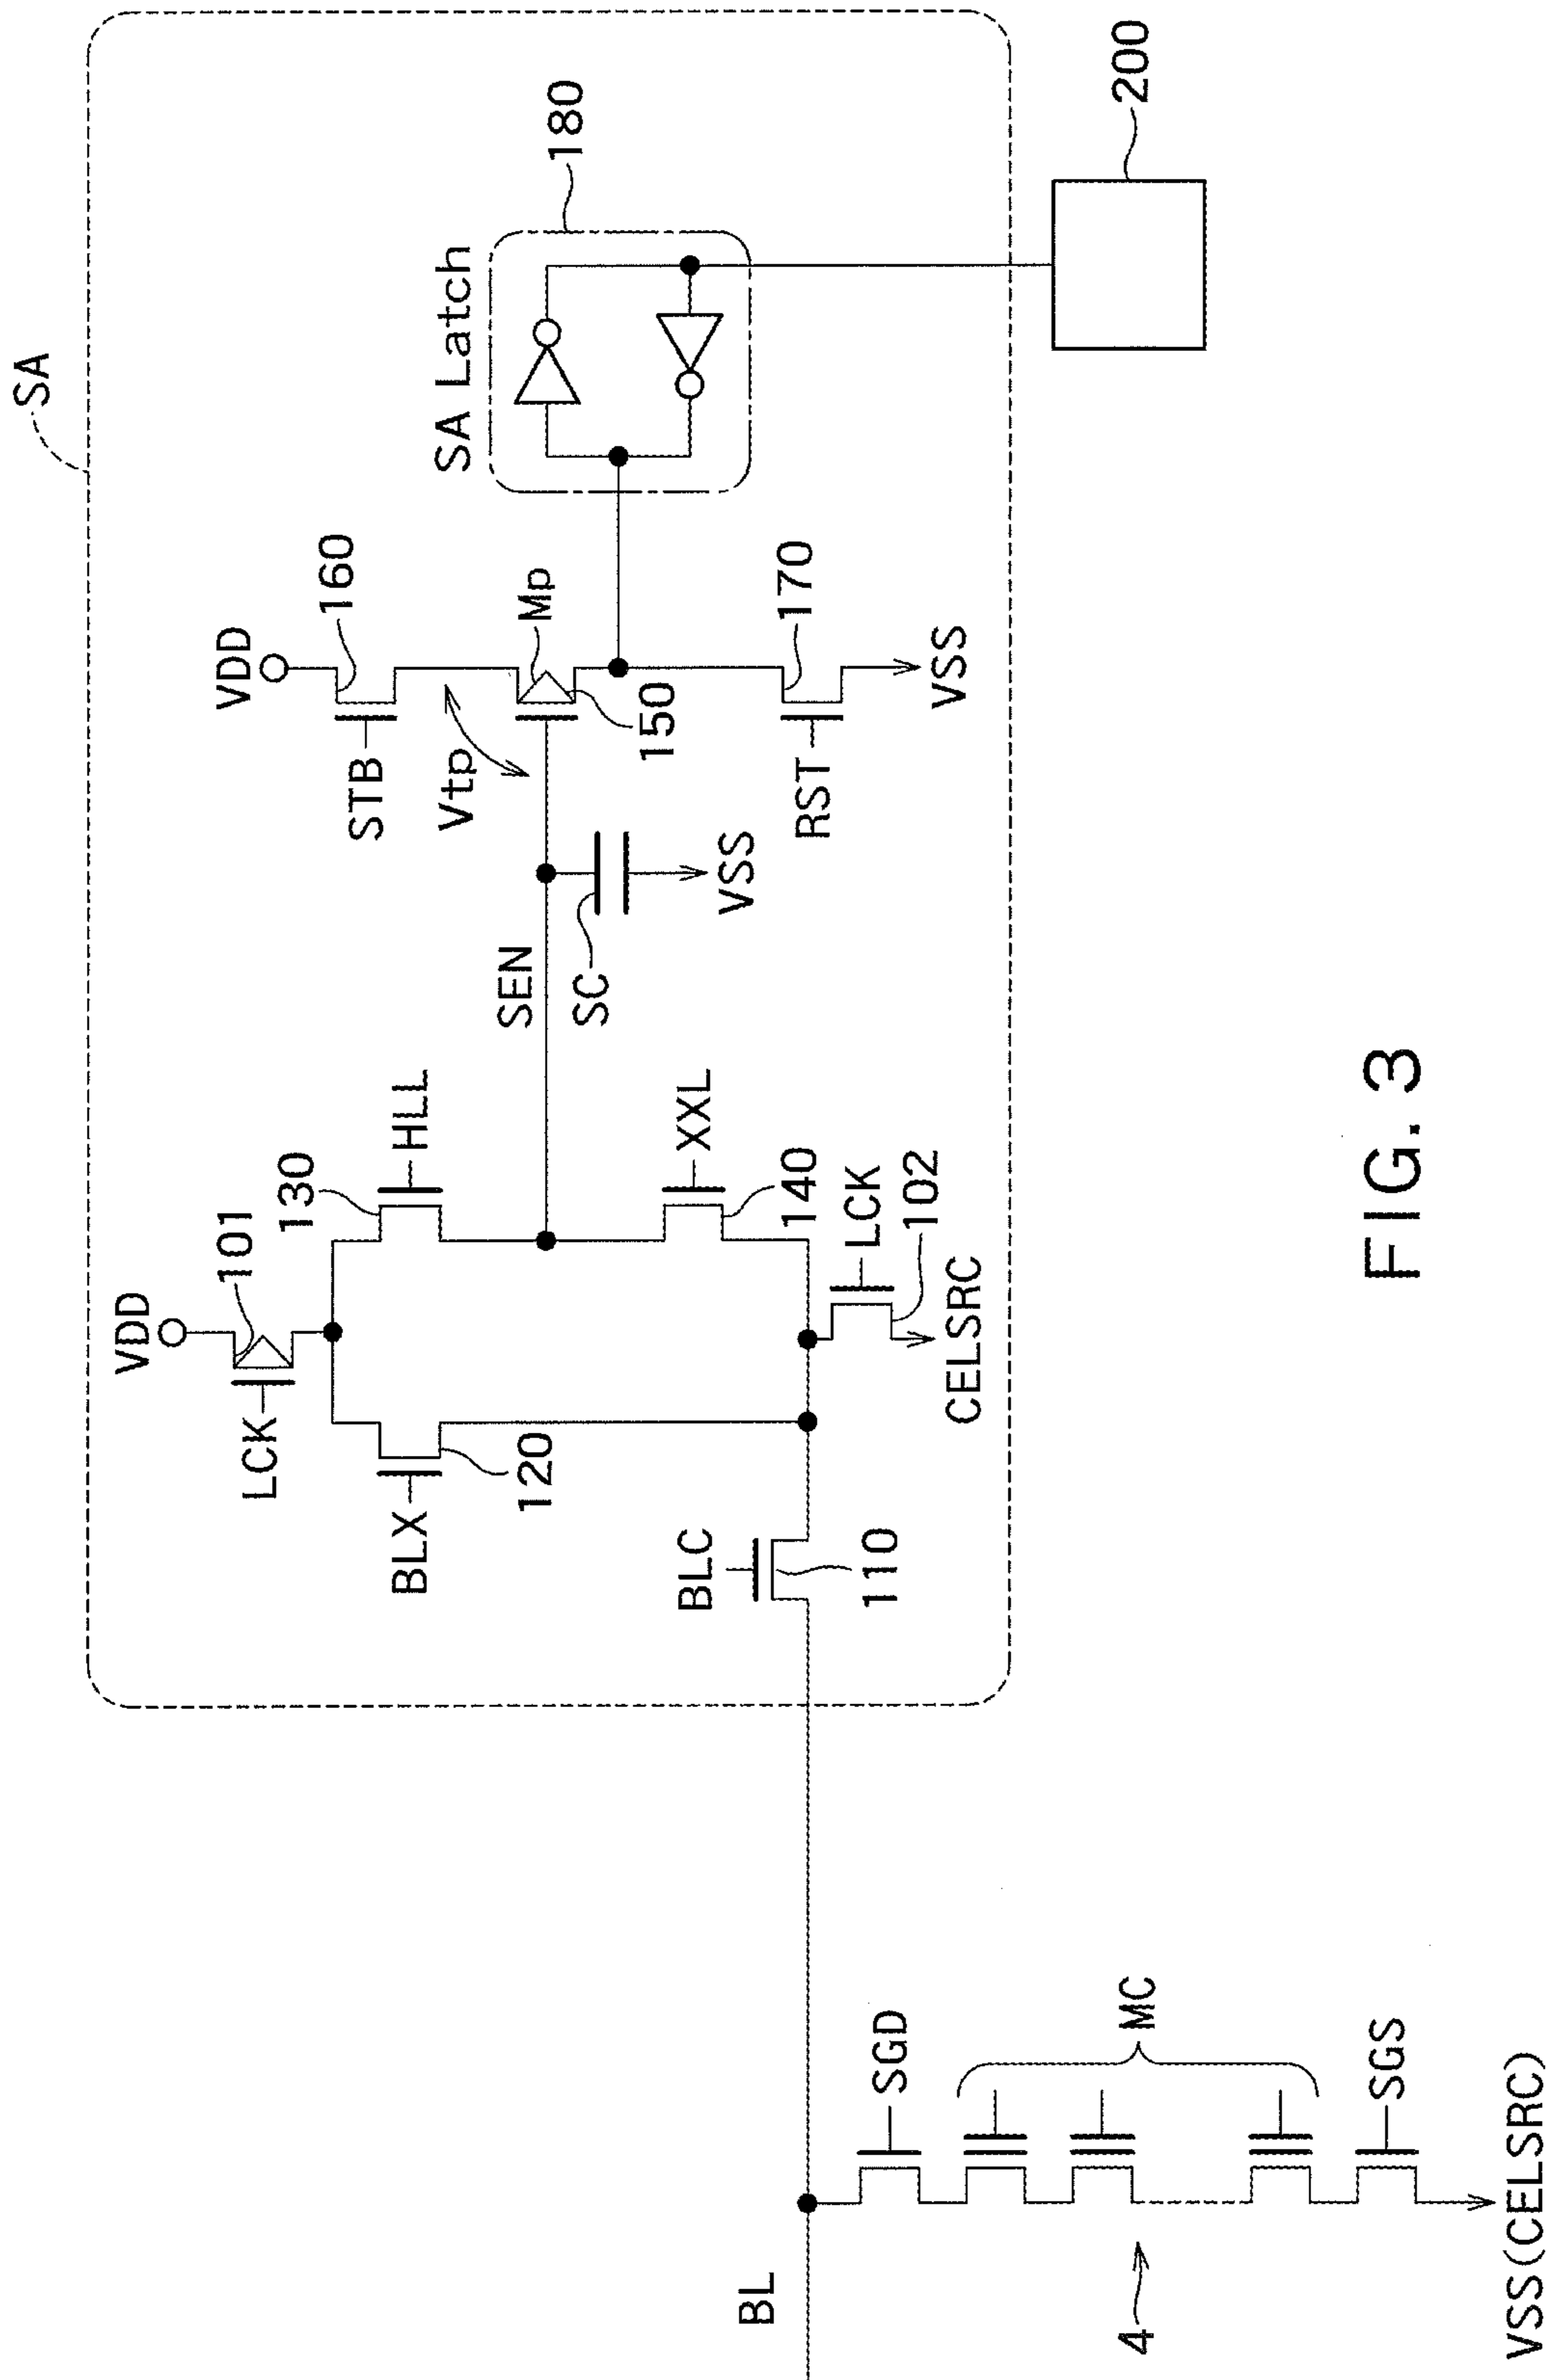 SA
VDD
LCK
101
130
HLL
BLX
120
SEN
SC
VSS
XXL
140
BLC
110
LCK
102
CELSRC
VDD
160
STB
Vtp
Mp
150
170
RST
VSS
SA Latch
180
200
BL
SGD
MC
SGS
4
VSS(CELSRC)
FIG. 3